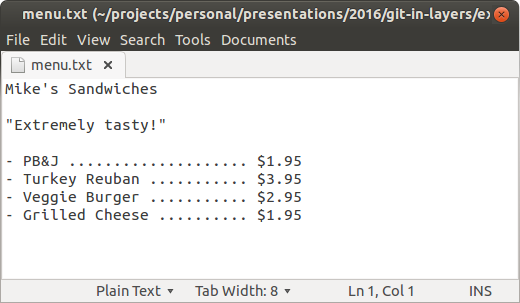 menu.txt (~/projects/personal/presentations/2016/git-in-layers/ex
File Edit View Search Tools Documents
menu.txt ×
Mike's Sandwiches
"Extremely tasty!"
- PB&J .................... $1.95
- Turkey Reuban ........... $3.95
- Veggie Burger ........... $2.95
- Grilled Cheese .......... $1.95
Plain Text Tab Width: 8 Ln 1, Col 1 INS